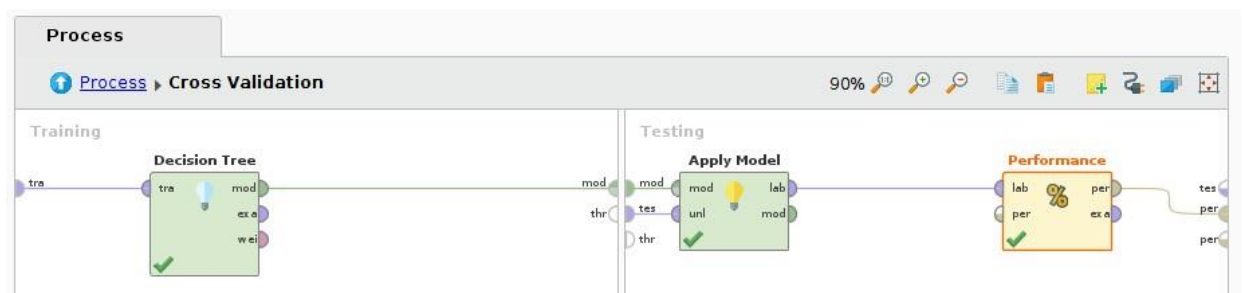 Process
Process ▸ Cross Validation
90%
Training
Testing
Decision Tree
Apply Model
Performance
tra
tra
mod
mod
mod
mod
lab
lab
per
tes
exa
thr
tes
unl
mod
per
exa
per
wei
thr
per